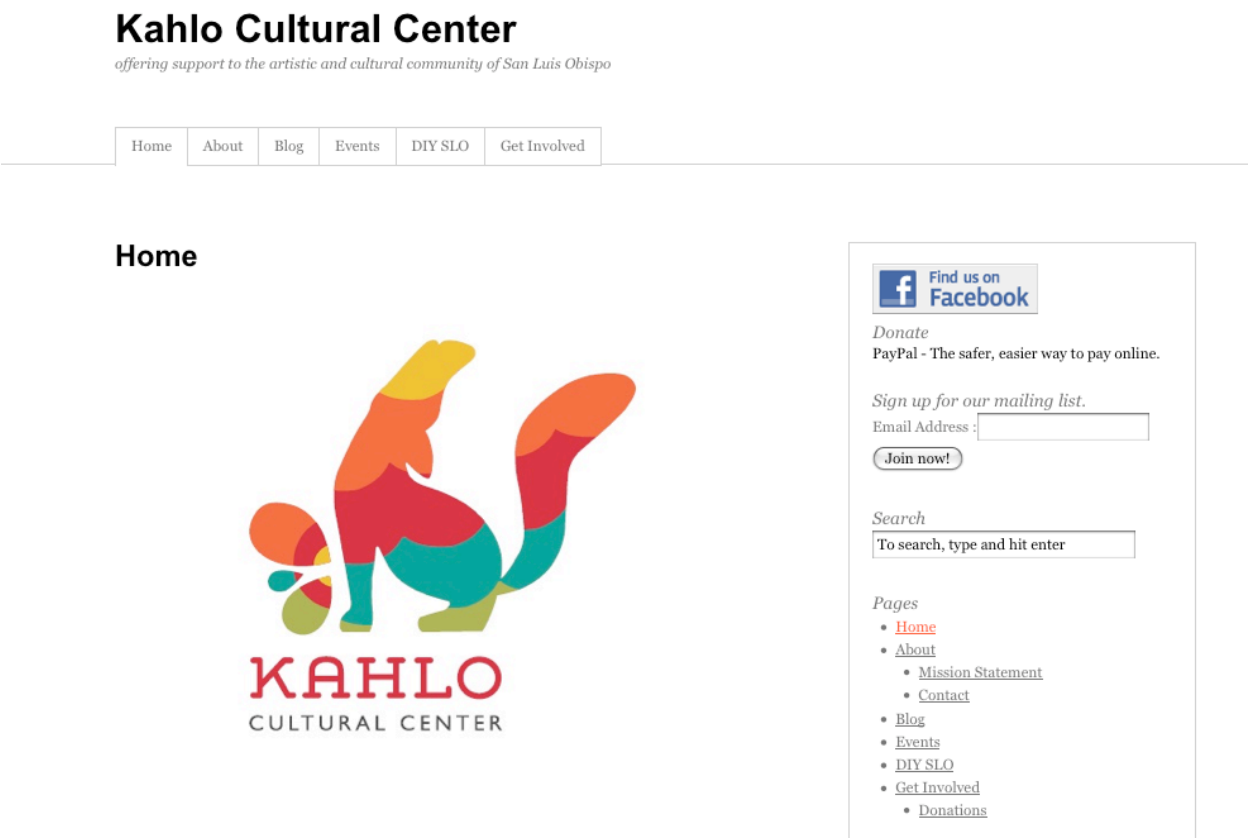 Kahlo Cultural Center
offering support to the artistic and cultural community of San Luis Obispo
Home
About
Blog
Events
DIY SLO
Get Involved
Home
KAHLO
CULTURAL CENTER
Find us on
Facebook
Donate
PayPal - The safer, easier way to pay online.
Sign up for our mailing list.
Email Address :
Join now!
Search
To search, type and hit enter
Pages
Home
About
Mission Statement
Contact
Blog
Events
DIY SLO
Get Involved
Donations